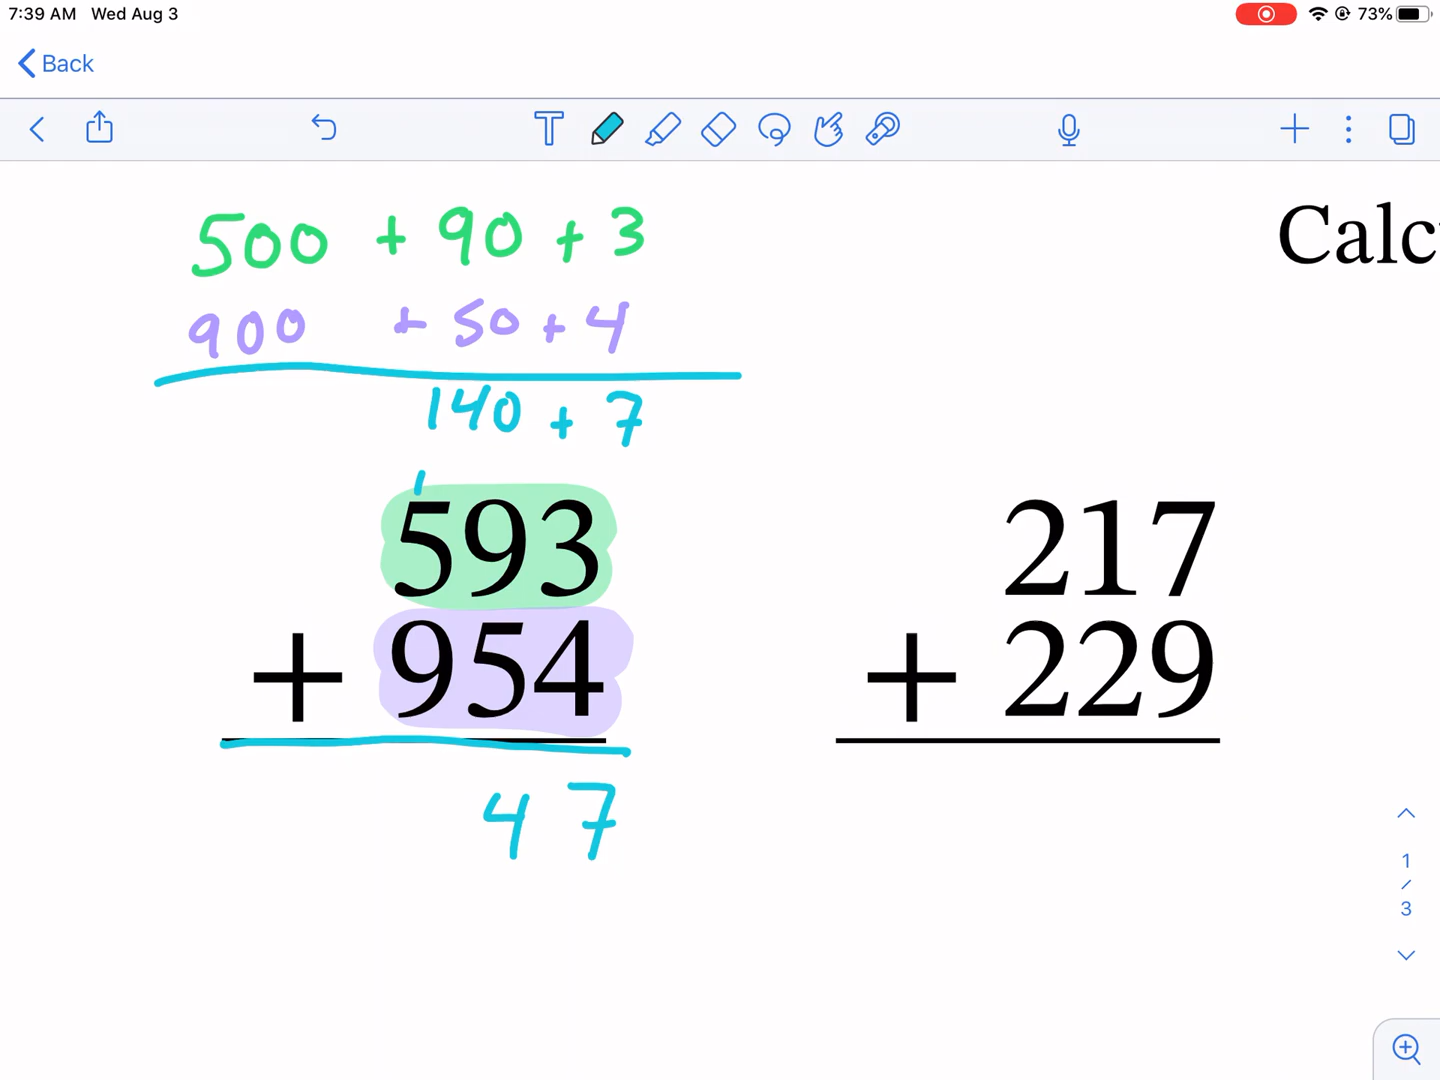 7:39 AM Wed Aug 3
73%
Back
500 + 90 + 3
900 + 50 + 4
140 + 7
1
593
+ 954
47
Calc
217
+ 229
1
/
3